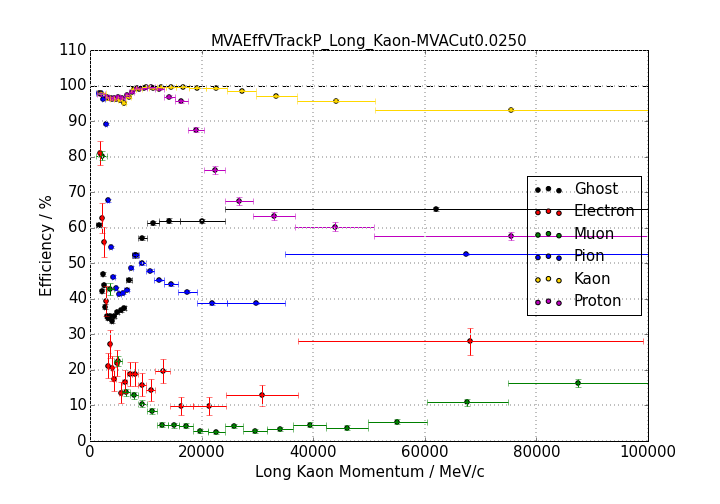 MVAEffVTrackP_Long_Kaon-MVACut0.0250
Efficiency / %
110
100
90
80
70
60
50
40
30
20
10
0
Ghost
Electron
Muon
Pion
Kaon
Proton
0 20000 40000 60000 80000 100000
Long Kaon Momentum / MeV/c